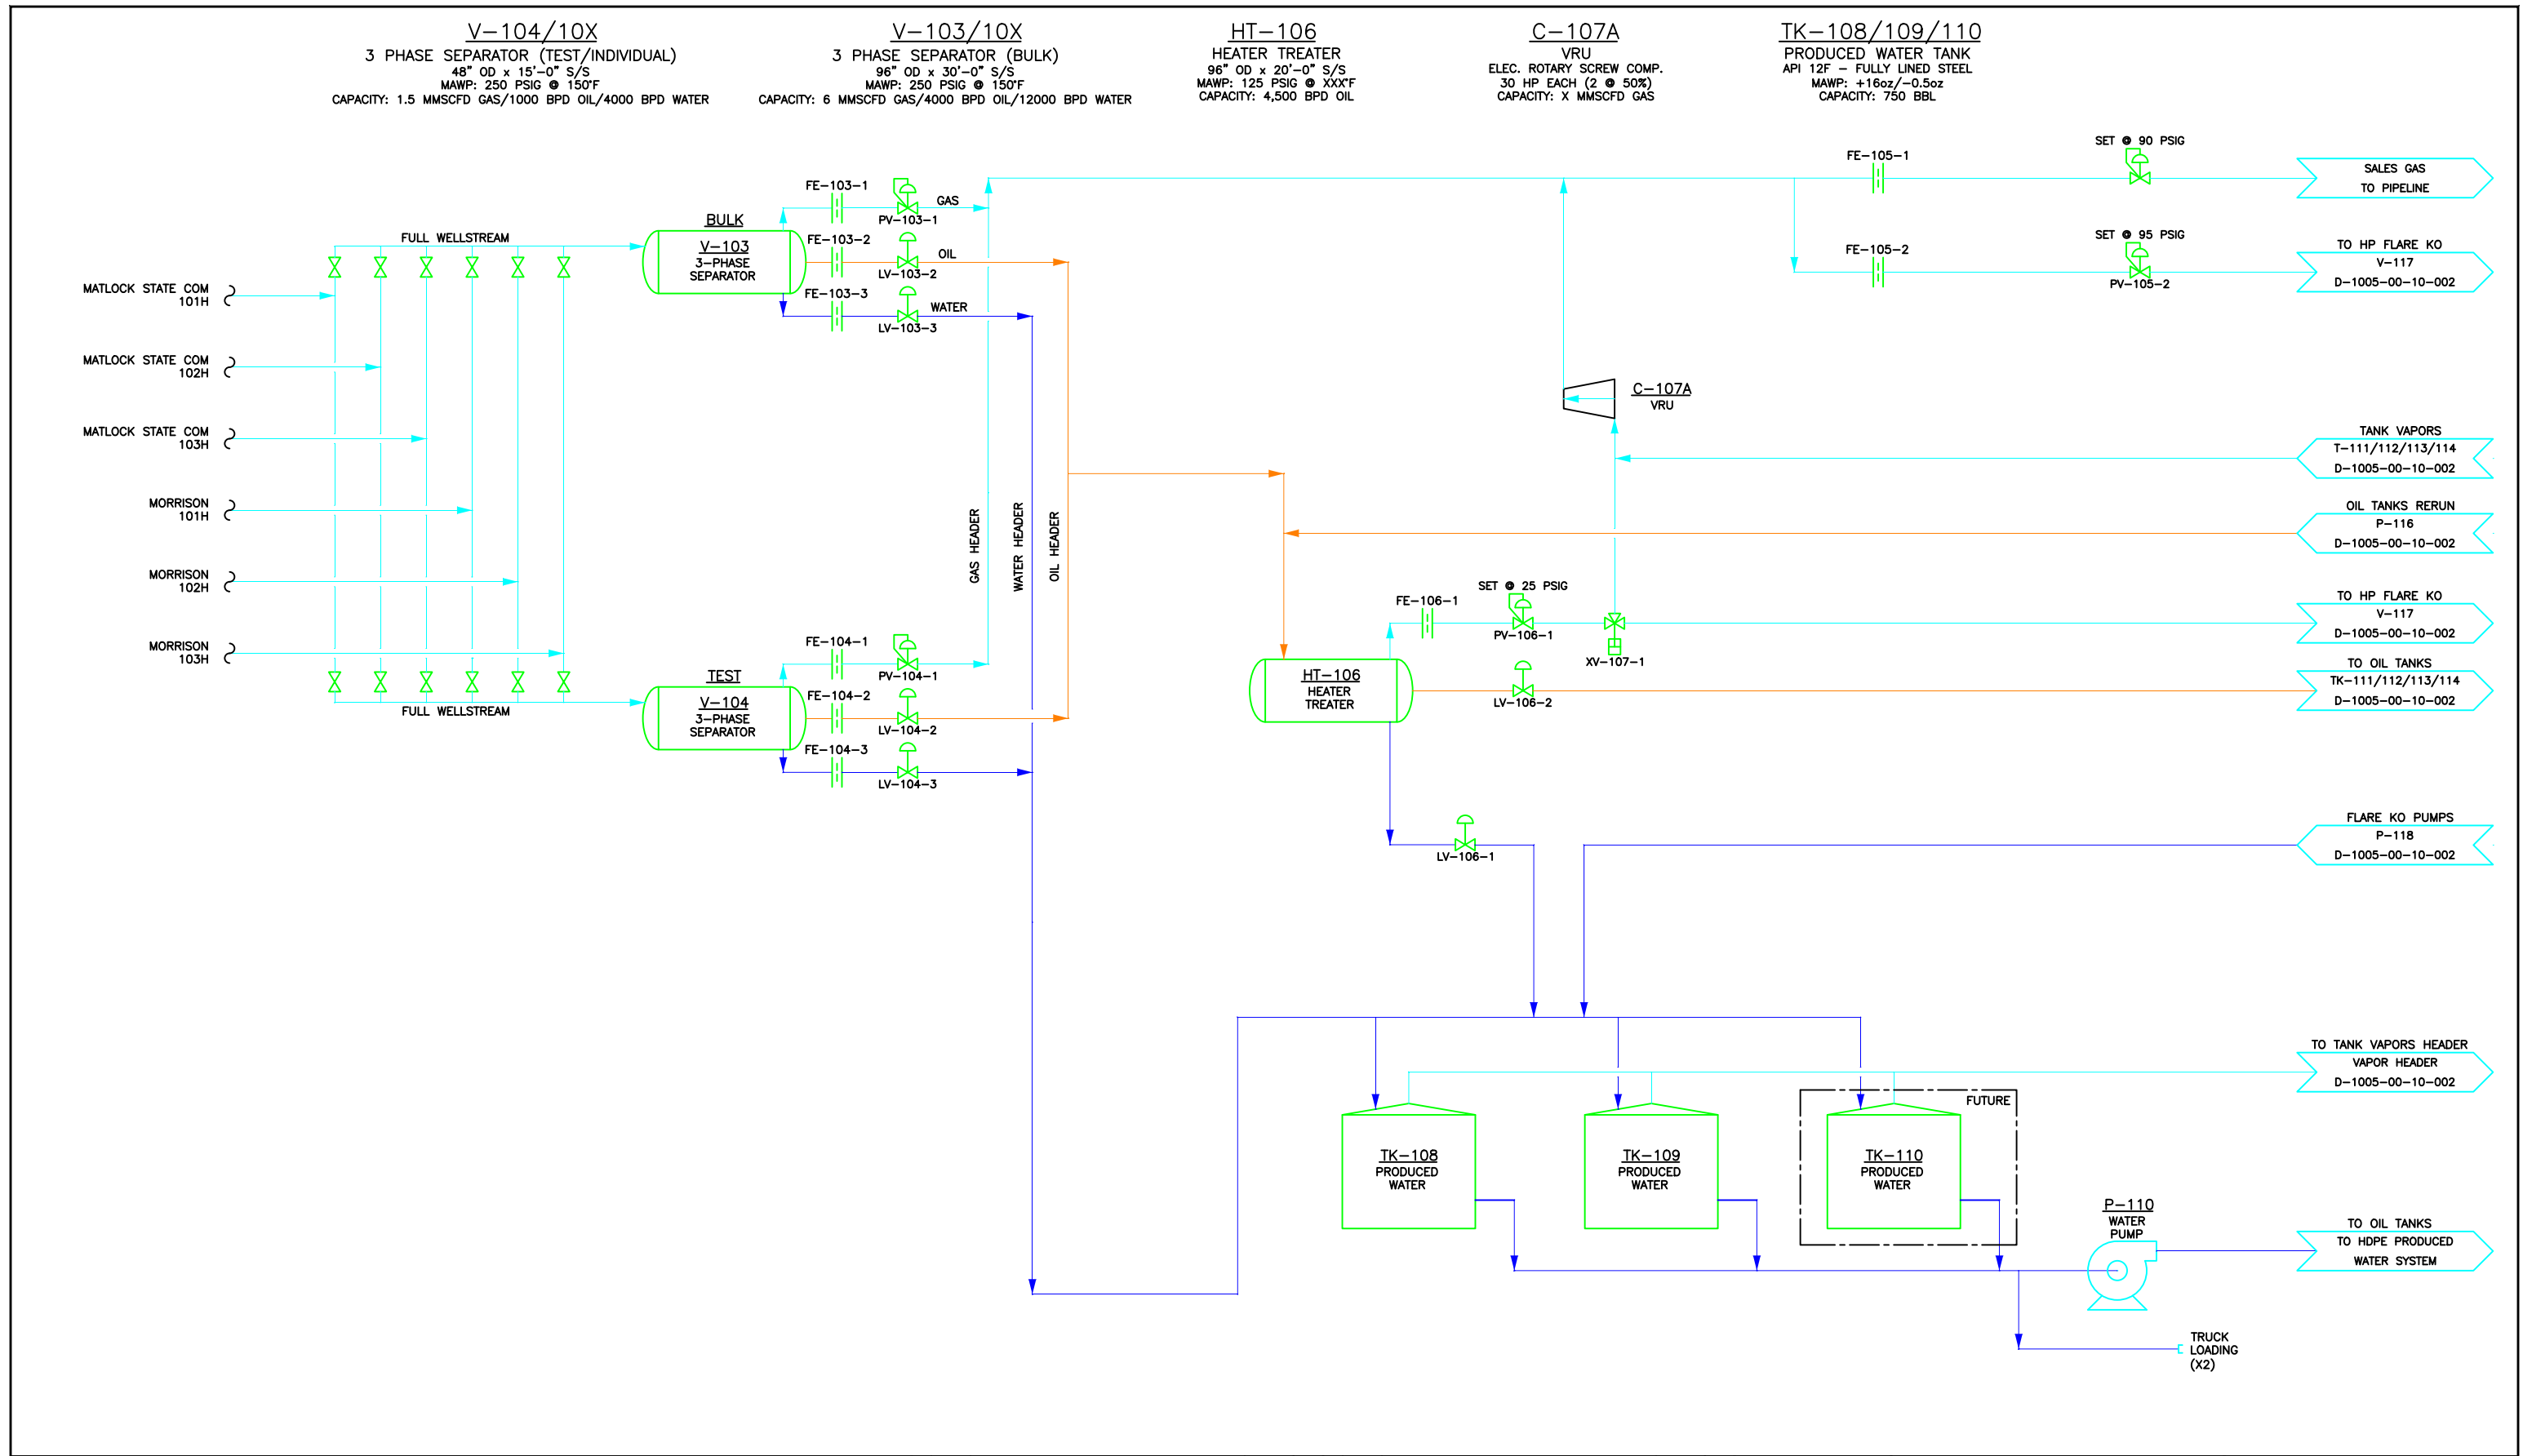 V-104/10X
3 PHASE SEPARATOR (TEST/INDIVIDUAL)
48" OD x 15'-0" S/S
MAWP: 250 PSIG @ 150°F
CAPACITY: 1.5 MMSCFD GAS/1000 BPD OIL/4000 BPD WATER
V-103/10X
3 PHASE SEPARATOR (BULK)
96" OD x 30'-0" S/S
MAWP: 250 PSIG @ 150°F
CAPACITY: 6 MMSCFD GAS/4000 BPD OIL/12000 BPD WATER
HT-106
HEATER TREATER
96" OD x 20'-0" S/S
MAWP: 125 PSIG @ XXX°F
CAPACITY: 4,500 BPD OIL
C-107A
VRU
ELEC. ROTARY SCREW COMP.
30 HP EACH (2 @ 50%)
CAPACITY: X MMSCFD GAS
TK-108/109/110
PRODUCED WATER TANK
API 12F - FULLY LINED STEEL
MAWP: +16oz/-0.5oz
CAPACITY: 750 BBL
MATLOCK STATE COM
101H
MATLOCK STATE COM
102H
MATLOCK STATE COM
103H
MORRISON
101H
MORRISON
102H
MORRISON
103H
FULL WELLSTREAM
FULL WELLSTREAM
BULK
V-103
3-PHASE
SEPARATOR
FE-103-1
PV-103-1
GAS
FE-103-2
LV-103-2
OIL
FE-103-3
LV-103-3
WATER
TEST
V-104
3-PHASE
SEPARATOR
FE-104-1
PV-104-1
FE-104-2
LV-104-2
FE-104-3
LV-104-3
GAS HEADER
WATER HEADER
OIL HEADER
FE-105-1
SET @ 90 PSIG
SALES GAS
TO PIPELINE
FE-105-2
SET @ 95 PSIG
PV-105-2
TO HP FLARE KO
V-117
D-1005-00-10-002
C-107A
VRU
TANK VAPORS
T-111/112/113/114
D-1005-00-10-002
OIL TANKS RERUN
P-116
D-1005-00-10-002
FE-106-1
SET @ 25 PSIG
PV-106-1
XV-107-1
TO HP FLARE KO
V-117
D-1005-00-10-002
HT-106
HEATER
TREATER
LV-106-2
TO OIL TANKS
TK-111/112/113/114
D-1005-00-10-002
LV-106-1
FLARE KO PUMPS
P-118
D-1005-00-10-002
TO TANK VAPORS HEADER
VAPOR HEADER
D-1005-00-10-002
TK-108
PRODUCED
WATER
TK-109
PRODUCED
WATER
FUTURE
TK-110
PRODUCED
WATER
P-110
WATER
PUMP
TO OIL TANKS
TO HDPE PRODUCED
WATER SYSTEM
TRUCK
LOADING
(X2)